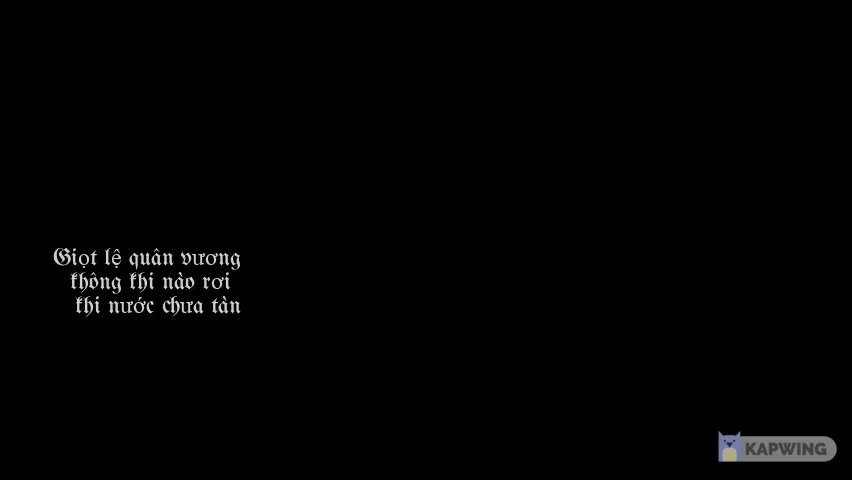 Giọt lệ quân vương
không khi nào rơi
khi nước chưa tàn
KAPWING